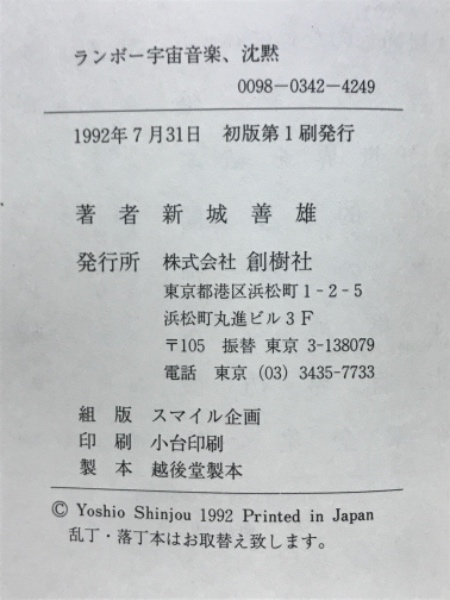 ランボー宇宙音楽、沈黙
0098－0342－4249
1992年7月31日　初版第1刷発行
著者　新城善雄
発行所　株式会社 創樹社
東京都港区浜松町1－2－5
浜松町丸進ビル3F
〒105　振替 東京 3-138079
電話　東京 (03) 3435-7733
組版　スマイル企画
印刷　小台印刷
製本　越後堂製本
© Yoshio Shinjou 1992 Printed in Japan
乱丁・落丁本はお取替え致します。